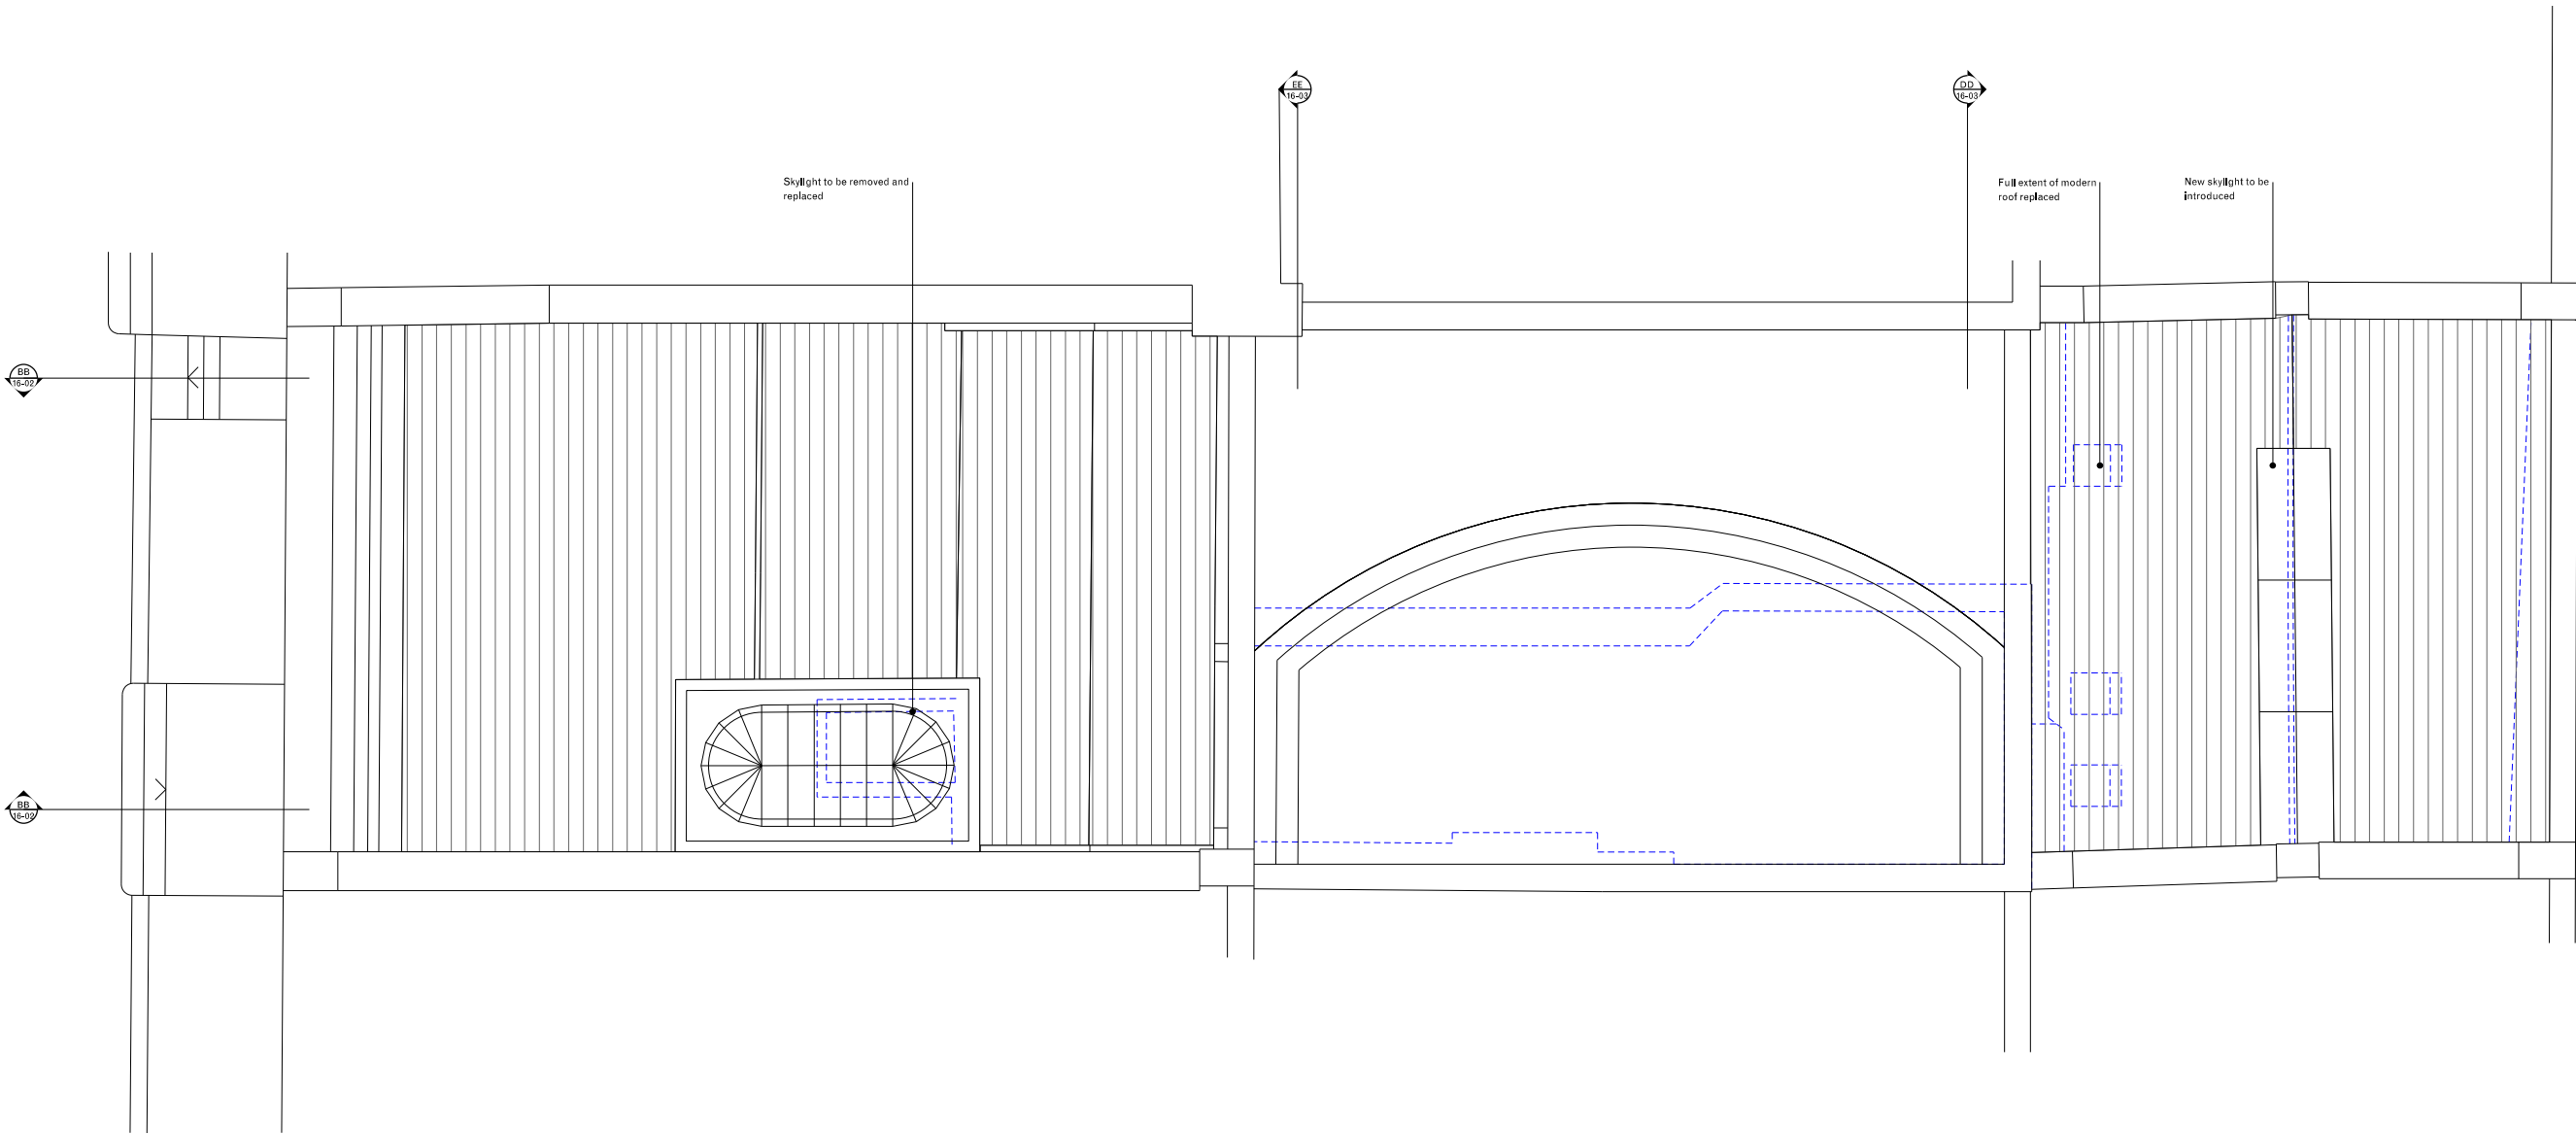 EE
16-03
DD
16-03
Skylight to be removed and
replaced
Full extent of modern
roof replaced
New skylight to be
introduced
BB
16-02
BB
16-02